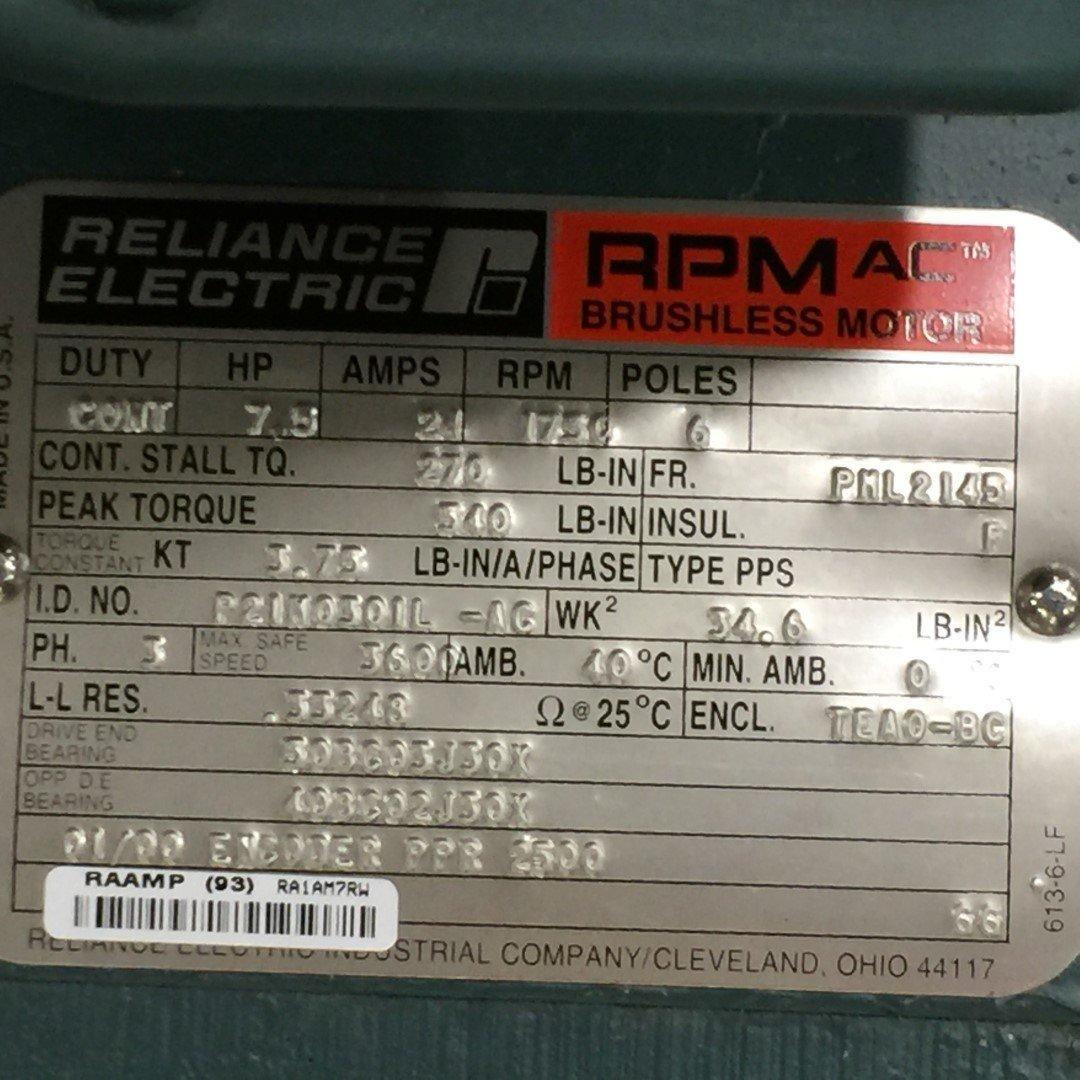 RELIANCE
ELECTRIC
RPM AC™
BRUSHLESS MOTOR
MADE IN U.S.A.
DUTY HP AMPS RPM POLES
CONT 7.5 21 6
CONT. STALL TQ. 270 LB-IN FR. PML2145
PEAK TORQUE 540 LB-IN INSUL. F
TORQUE CONSTANT KT 3.73 LB-IN/A/PHASE TYPE PPS
I.D. NO. WK² 34.6 LB-IN²
PH. 3 MAX SAFE SPEED 3600 AMB. 40°C MIN. AMB. 0 °C
L-L RES. .33248 Ω@25°C ENCL. TEAO-BC
DRIVE END
BEARING
OPP D.E
BEARING
ENCODER PPR 2500
RAAMP (93) RA1AM7RW
66
RELIANCE ELECTRIC INDUSTRIAL COMPANY/CLEVELAND, OHIO 44117
613-6-LF